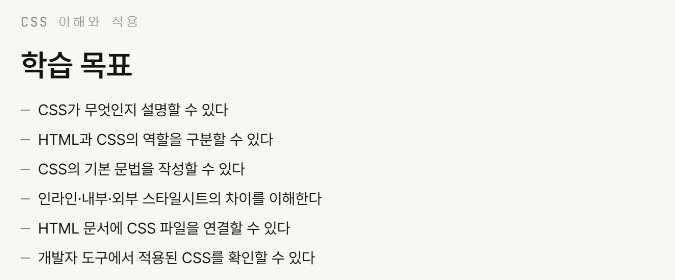 CSS 이해와 적용
학습 목표
– CSS가 무엇인지 설명할 수 있다
– HTML과 CSS의 역할을 구분할 수 있다
– CSS의 기본 문법을 작성할 수 있다
– 인라인·내부·외부 스타일시트의 차이를 이해한다
– HTML 문서에 CSS 파일을 연결할 수 있다
– 개발자 도구에서 적용된 CSS를 확인할 수 있다